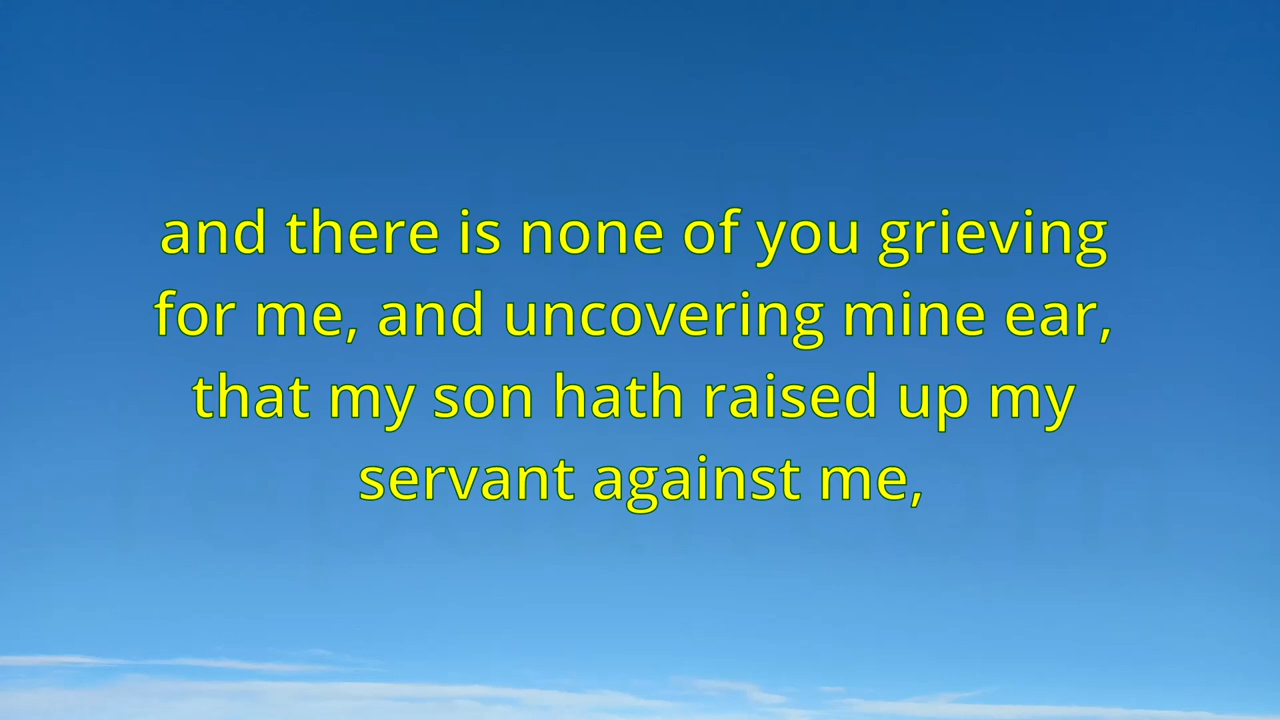 and there is none of you grieving
for me, and uncovering mine ear,
that my son hath raised up my
servant against me,